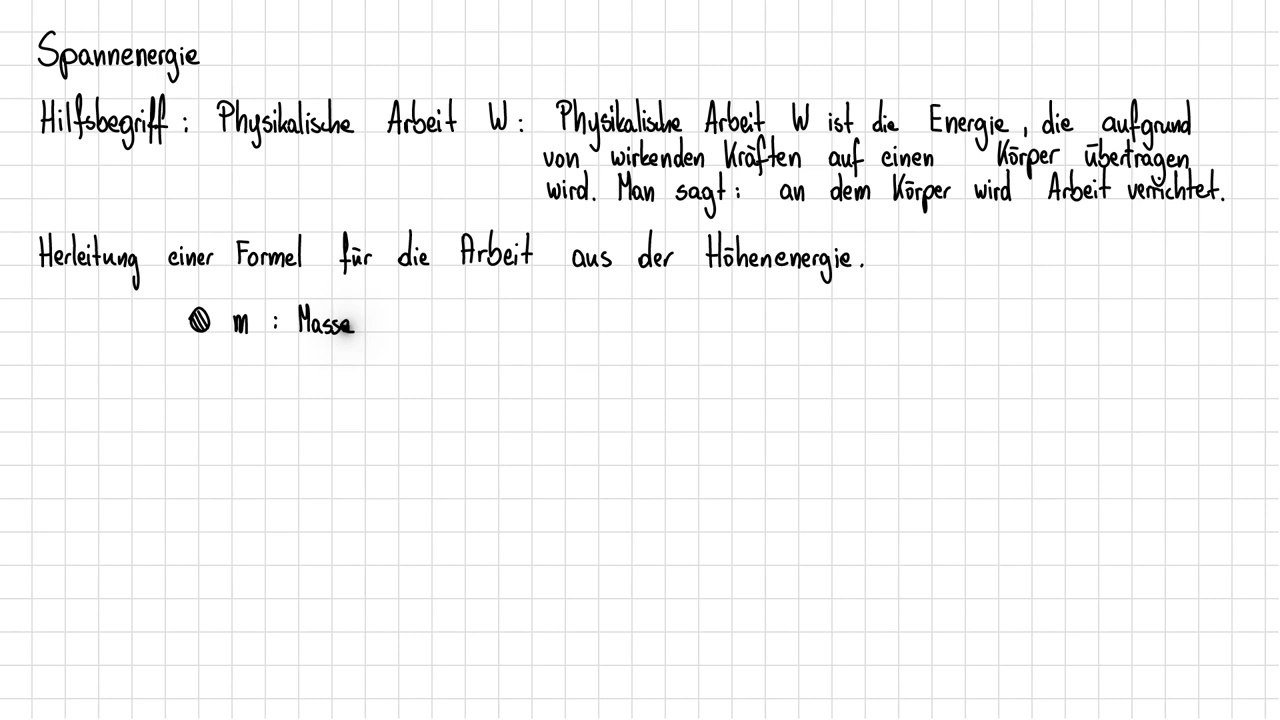 Spannenergie
Hilfsbegriff: Physikalische Arbeit W: Physikalische Arbeit W ist die Energie, die aufgrund
von wirkenden Kräften auf einen Körper übertragen
wird. Man sagt: an dem Körper wird Arbeit verrichtet.
Herleitung einer Formel für die Arbeit aus der Höhenenergie.
m : Masse